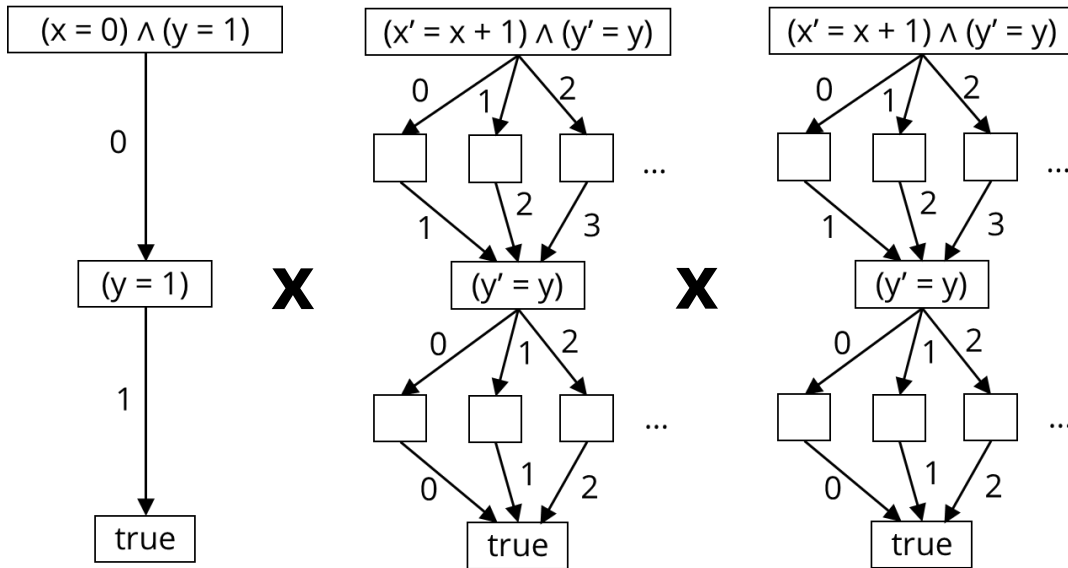 (x = 0) ∧ (y = 1)
(x’ = x + 1) ∧ (y’ = y)
(x’ = x + 1) ∧ (y’ = y)
0
0 1 2
0 1 2
...
...
1 2 3
1 2 3
(y = 1)
x
(y’ = y)
x
(y’ = y)
1
0 1 2
0 1 2
...
...
0 1 2
0 1 2
true
true
true